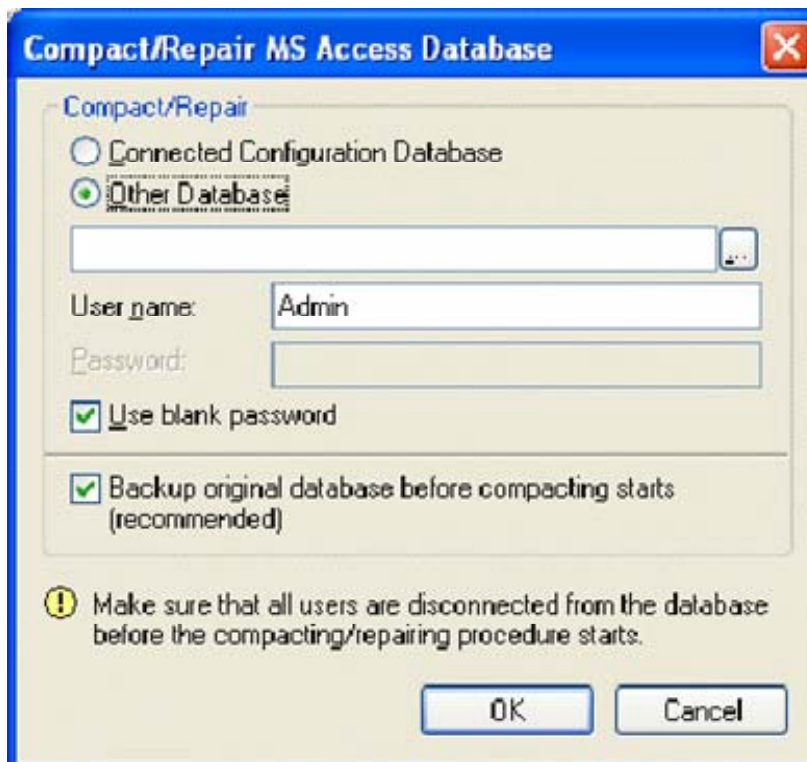 Compact/Repair MS Access Database
Compact/Repair
Connected Configuration Database
Other Database
...
User name:
Admin
Password:
Use blank password
Backup original database before compacting starts
(recommended)
Make sure that all users are disconnected from the database
before the compacting/repairing procedure starts.
OK
Cancel